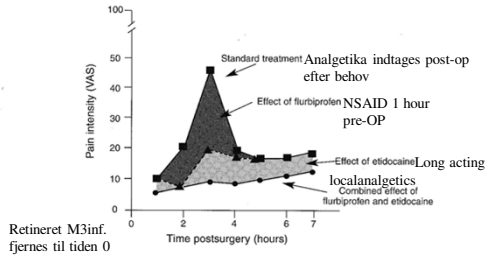 100
Standard treatment Analgetika indtages post-op
efter behov
50
40
Effect of flurbiprofen NSAID 1 hour
pre-OP
Pain intensity (VAS)
30
20
Effect of etidocaine Long acting
localanalgetics
10
Combined effect of
flurbiprofen and etidocaine
0
0 2 4 6 7
Time postsurgery (hours)
Retineret M3inf.
fjernes til tiden 0